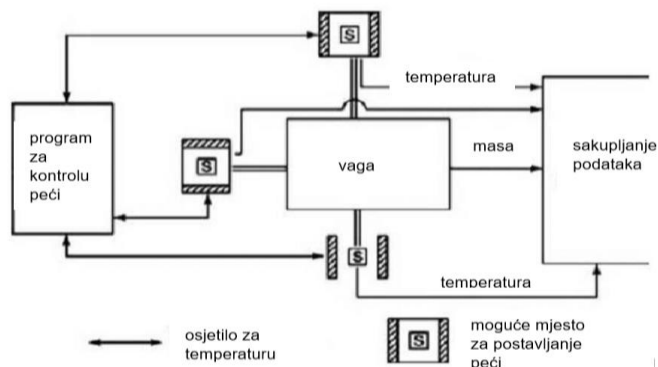 S
temperatura
program
za
kontrolu
peći
S
vaga
masa
sakupljanje
podataka
S
temperatura
osjetilo za
temperaturu
S
moguće mjesto
za postavljanje
peći